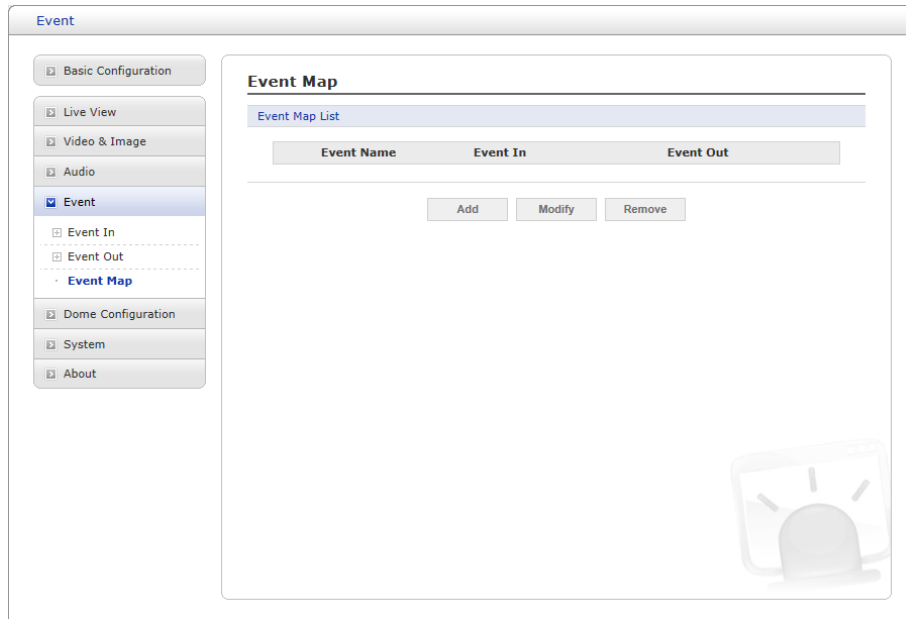 Event
Basic Configuration
Live View
Video & Image
Audio
Event
Event In
Event Out
Event Map
Dome Configuration
System
About
Event Map
Event Map List
Event Name Event In Event Out
Add Modify Remove